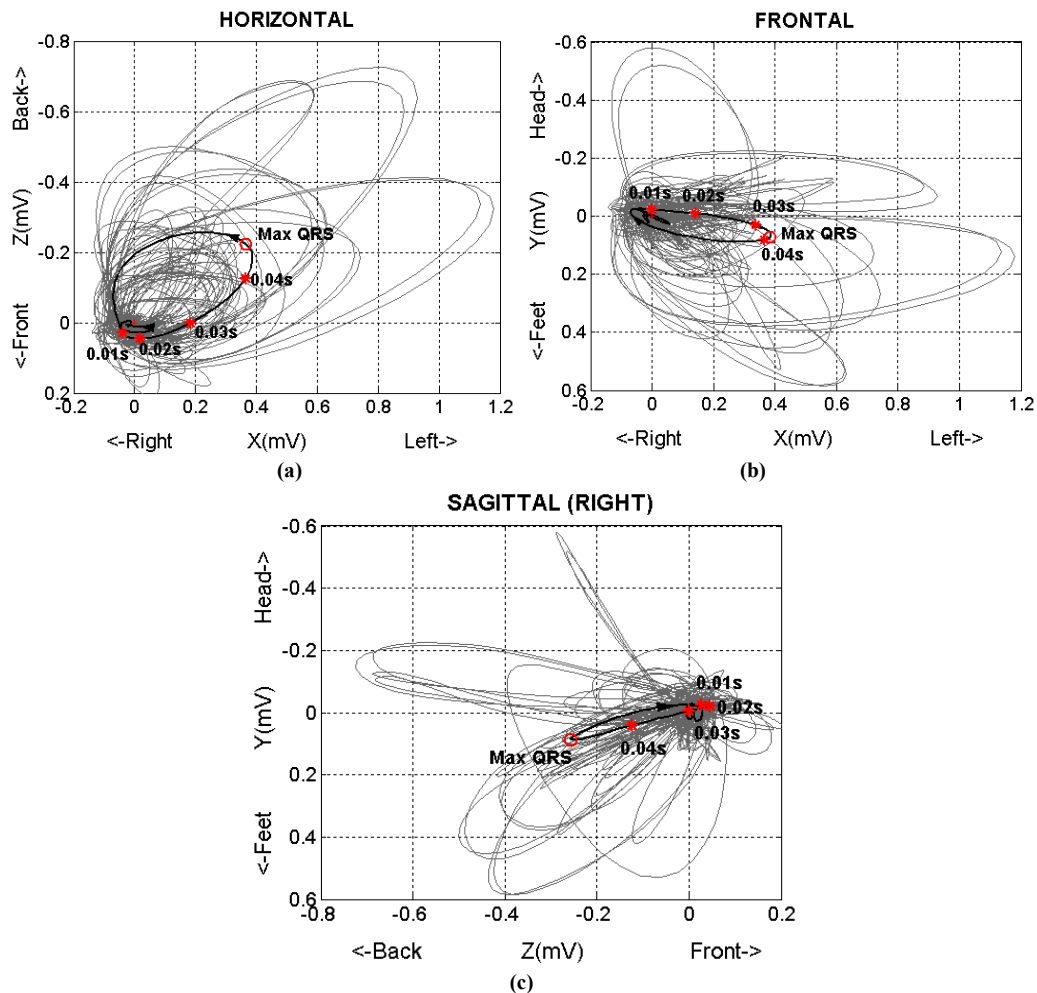 HORIZONTAL
-0.8
-0.6
-0.4
-0.2
0
0.2
Back->
Z(mV)
<-Front
Max QRS
0.04s
0.03s
0.02s
0.01s
-0.2 0 0.2 0.4 0.6 0.8 1 1.2
<-Right X(mV) Left->
(a)
FRONTAL
-0.6
-0.4
-0.2
0
0.2
0.4
0.6
Head->
Y(mV)
<-Feet
0.01s 0.02s
0.03s
Max QRS
0.04s
-0.2 0 0.2 0.4 0.6 0.8 1 1.2
<-Right X(mV) Left->
(b)
SAGITTAL (RIGHT)
-0.6
-0.4
-0.2
0
0.2
0.4
0.6
Head->
Y(mV)
<-Feet
0.01s
0.02s
0.03s
0.04s
Max QRS
-0.8 -0.6 -0.4 -0.2 0 0.2
<-Back Z(mV) Front->
(c)